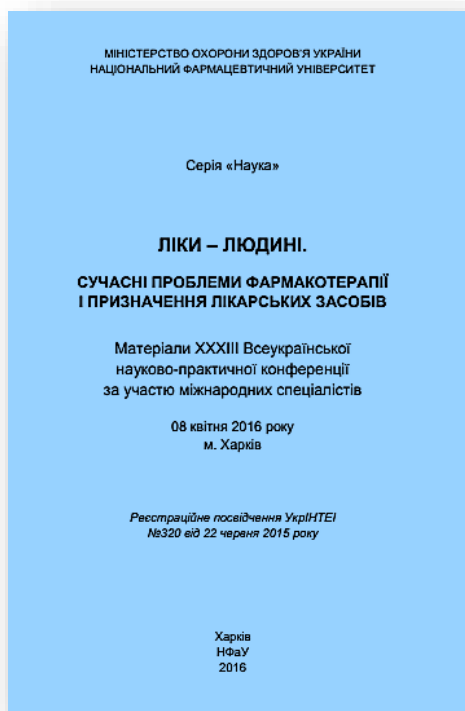 МІНІСТЕРСТВО ОХОРОНИ ЗДОРОВ'Я УКРАЇНИ
НАЦІОНАЛЬНИЙ ФАРМАЦЕВТИЧНИЙ УНІВЕРСИТЕТ
Серія «Наука»
ЛІКИ – ЛЮДИНІ.
СУЧАСНІ ПРОБЛЕМИ ФАРМАКОТЕРАПІЇ
І ПРИЗНАЧЕННЯ ЛІКАРСЬКИХ ЗАСОБІВ
Матеріали XXXIII Всеукраїнської
науково-практичної конференції
за участю міжнародних спеціалістів
08 квітня 2016 року
м. Харків
Реєстраційне посвідчення УкрІНТЕІ
№320 від 22 червня 2015 року
Харків
НФаУ
2016